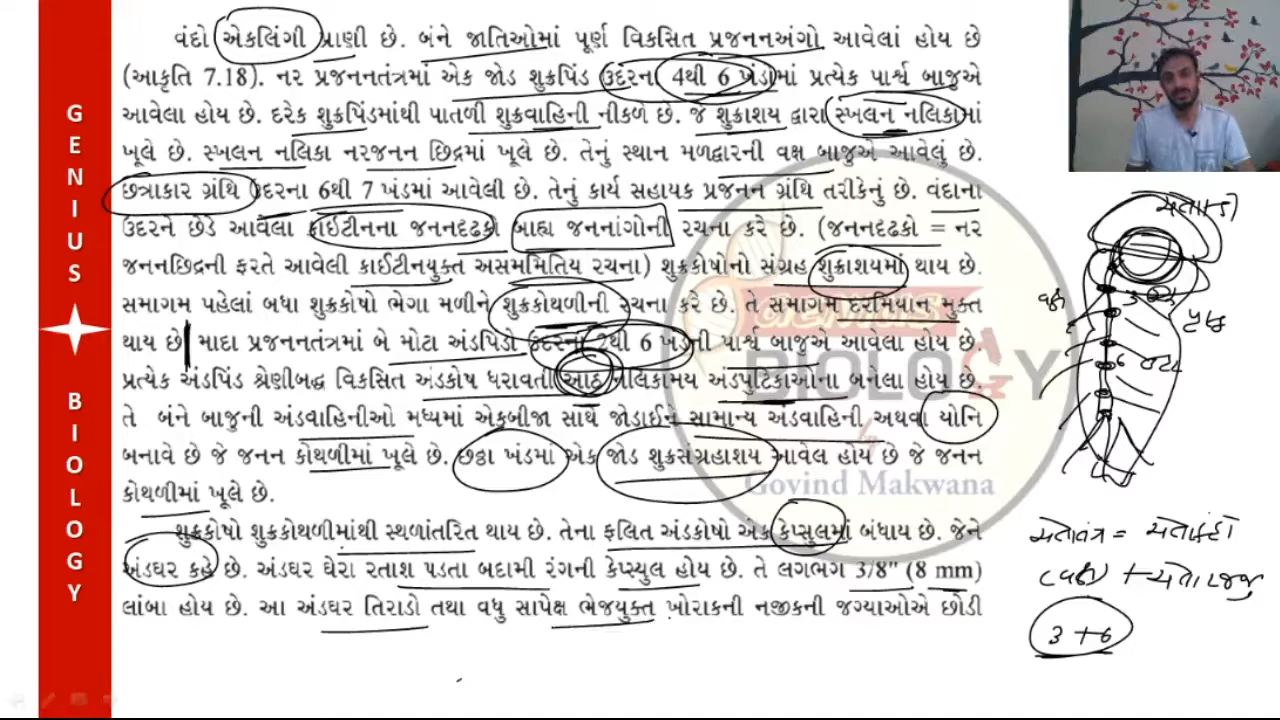 GENIUS BIOLOGY
વંદો એકલિંગી પ્રાણી છે. બંને જાતિઓમાં પૂર્ણ વિકસિત પ્રજનનઅંગો આવેલાં હોય છે
(આકૃતિ 7.18). નર પ્રજનનતંત્રમાં એક જોડ શુક્રપિંડ ઉદરના 4થી 6 ખંડોમાં પ્રત્યેક પાર્શ્વ બાજુએ
આવેલા હોય છે. દરેક શુક્રપિંડમાંથી પાતળી શુક્રવાહિની નીકળે છે. જે શુક્રાશય દ્વારા સ્ખલન નલિકામાં
ખૂલે છે. સ્ખલન નલિકા નરજનન છિદ્રમાં ખૂલે છે. તેનું સ્થાન મળદ્વારની વક્ષ બાજુએ આવેલું છે.
છત્રાકાર ગ્રંથિ ઉદરના 6થી 7 ખંડમાં આવેલી છે. તેનું કાર્ય સહાયક પ્રજનન ગ્રંથિ તરીકેનું છે. વંદાના
ઉદરને છેડે આવેલા કાઈટીનના જનનદઢકો બાહ્ય જનનાંગોની રચના કરે છે. (જનનદઢકો = નર
જનનછિદ્રની ફરતે આવેલી કાઈટીનયુક્ત અસમમિતિય રચના) શુક્રકોષોનો સંગ્રહ શુક્રાશયમાં થાય છે.
સમાગમ પહેલાં બધા શુક્રકોષો ભેગા મળીને શુક્રકોથળીની રચના કરે છે. તે સમાગમ દરમિયાન મુક્ત
થાય છે માદા પ્રજનનતંત્રમાં બે મોટા અંડપિંડો ઉદરના 2થી 6 ખંડની પાર્શ્વ બાજુએ આવેલા હોય છે.
પ્રત્યેક અંડપિંડ શ્રેણીબદ્ધ વિકસિત અંડકોષ ધરાવતી આઠ નલિકામય અંડપુટિકાઓના બનેલા હોય છે.
તે બંને બાજુની અંડવાહિનીઓ મધ્યમાં એકબીજા સાથે જોડાઈને સામાન્ય અંડવાહિની અથવા યોનિ
બનાવે છે જે જનન કોથળીમાં ખૂલે છે. છઠ્ઠા ખંડમાં એક જોડ શુક્રસંગ્રહાશય આવેલ હોય છે જે જનન
કોથળીમાં ખૂલે છે.
શુક્રકોષો શુક્રકોથળીમાંથી સ્થળાંતરિત થાય છે. તેના ફલિત અંડકોષો એક કેપ્સુલમાં બંધાય છે. જેને
અંડઘર કહે છે. અંડઘર ઘેરા રતાશ પડતા બદામી રંગની કેપ્સ્યુલ હોય છે. તે લગભગ 3/8" (8 mm)
લાંબા હોય છે. આ અંડઘર તિરાડો તથા વધુ સાપેક્ષ ભેજયુક્ત ખોરાકની નજીકની જગ્યાઓએ છોડી
BIOLOGY
by
Govind Makwana
3 + 6